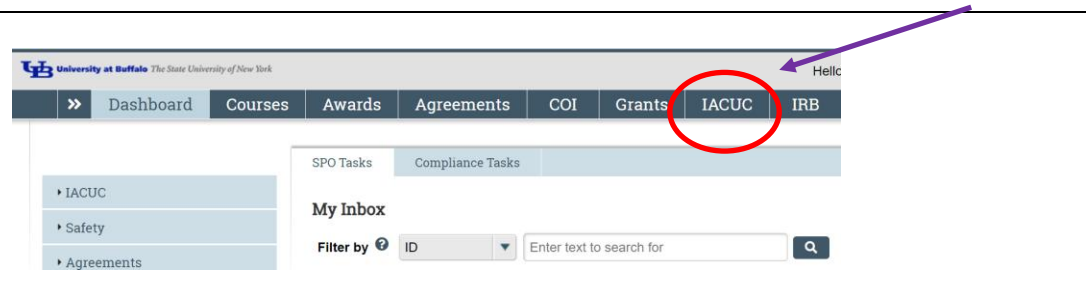 UB University at Buffalo The State University of New York
Hello
» Dashboard Courses Awards Agreements COI Grants IACUC IRB
SPO Tasks Compliance Tasks
IACUC
Safety
Agreements
My Inbox
Filter by ? ID Enter text to search for